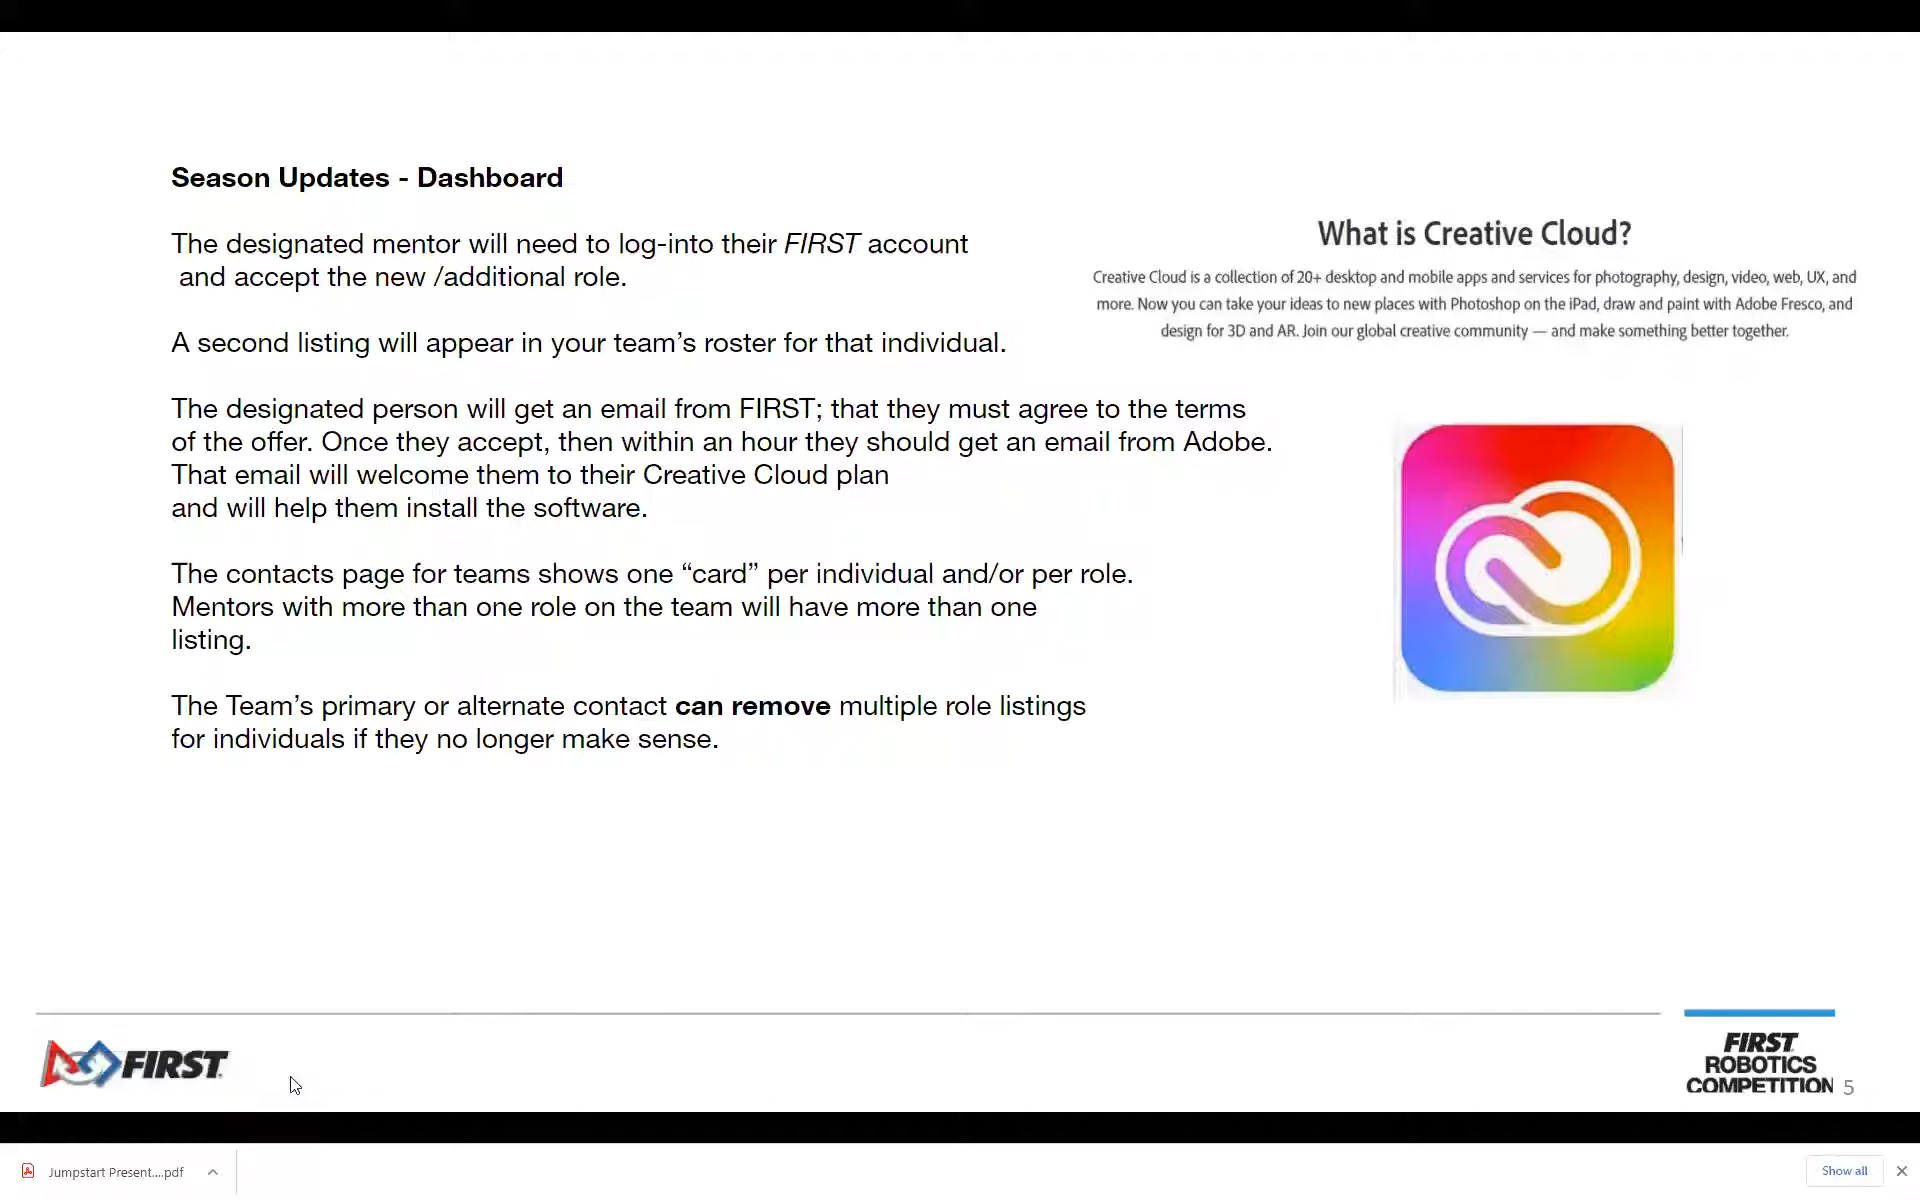 Season Updates - Dashboard
The designated mentor will need to log-into their FIRST account
and accept the new /additional role.
A second listing will appear in your team’s roster for that individual.
The designated person will get an email from FIRST; that they must agree to the terms
of the offer. Once they accept, then within an hour they should get an email from Adobe.
That email will welcome them to their Creative Cloud plan
and will help them install the software.
The contacts page for teams shows one “card” per individual and/or per role.
Mentors with more than one role on the team will have more than one
listing.
The Team’s primary or alternate contact can remove multiple role listings
for individuals if they no longer make sense.
What is Creative Cloud?
Creative Cloud is a collection of 20+ desktop and mobile apps and services for photography, design, video, web, UX, and
more. Now you can take your ideas to new places with Photoshop on the iPad, draw and paint with Adobe Fresco, and
design for 3D and AR. Join our global creative community — and make something better together.
FIRST
FIRST
ROBOTICS
COMPETITION
5
Jumpstart Present....pdf
Show all